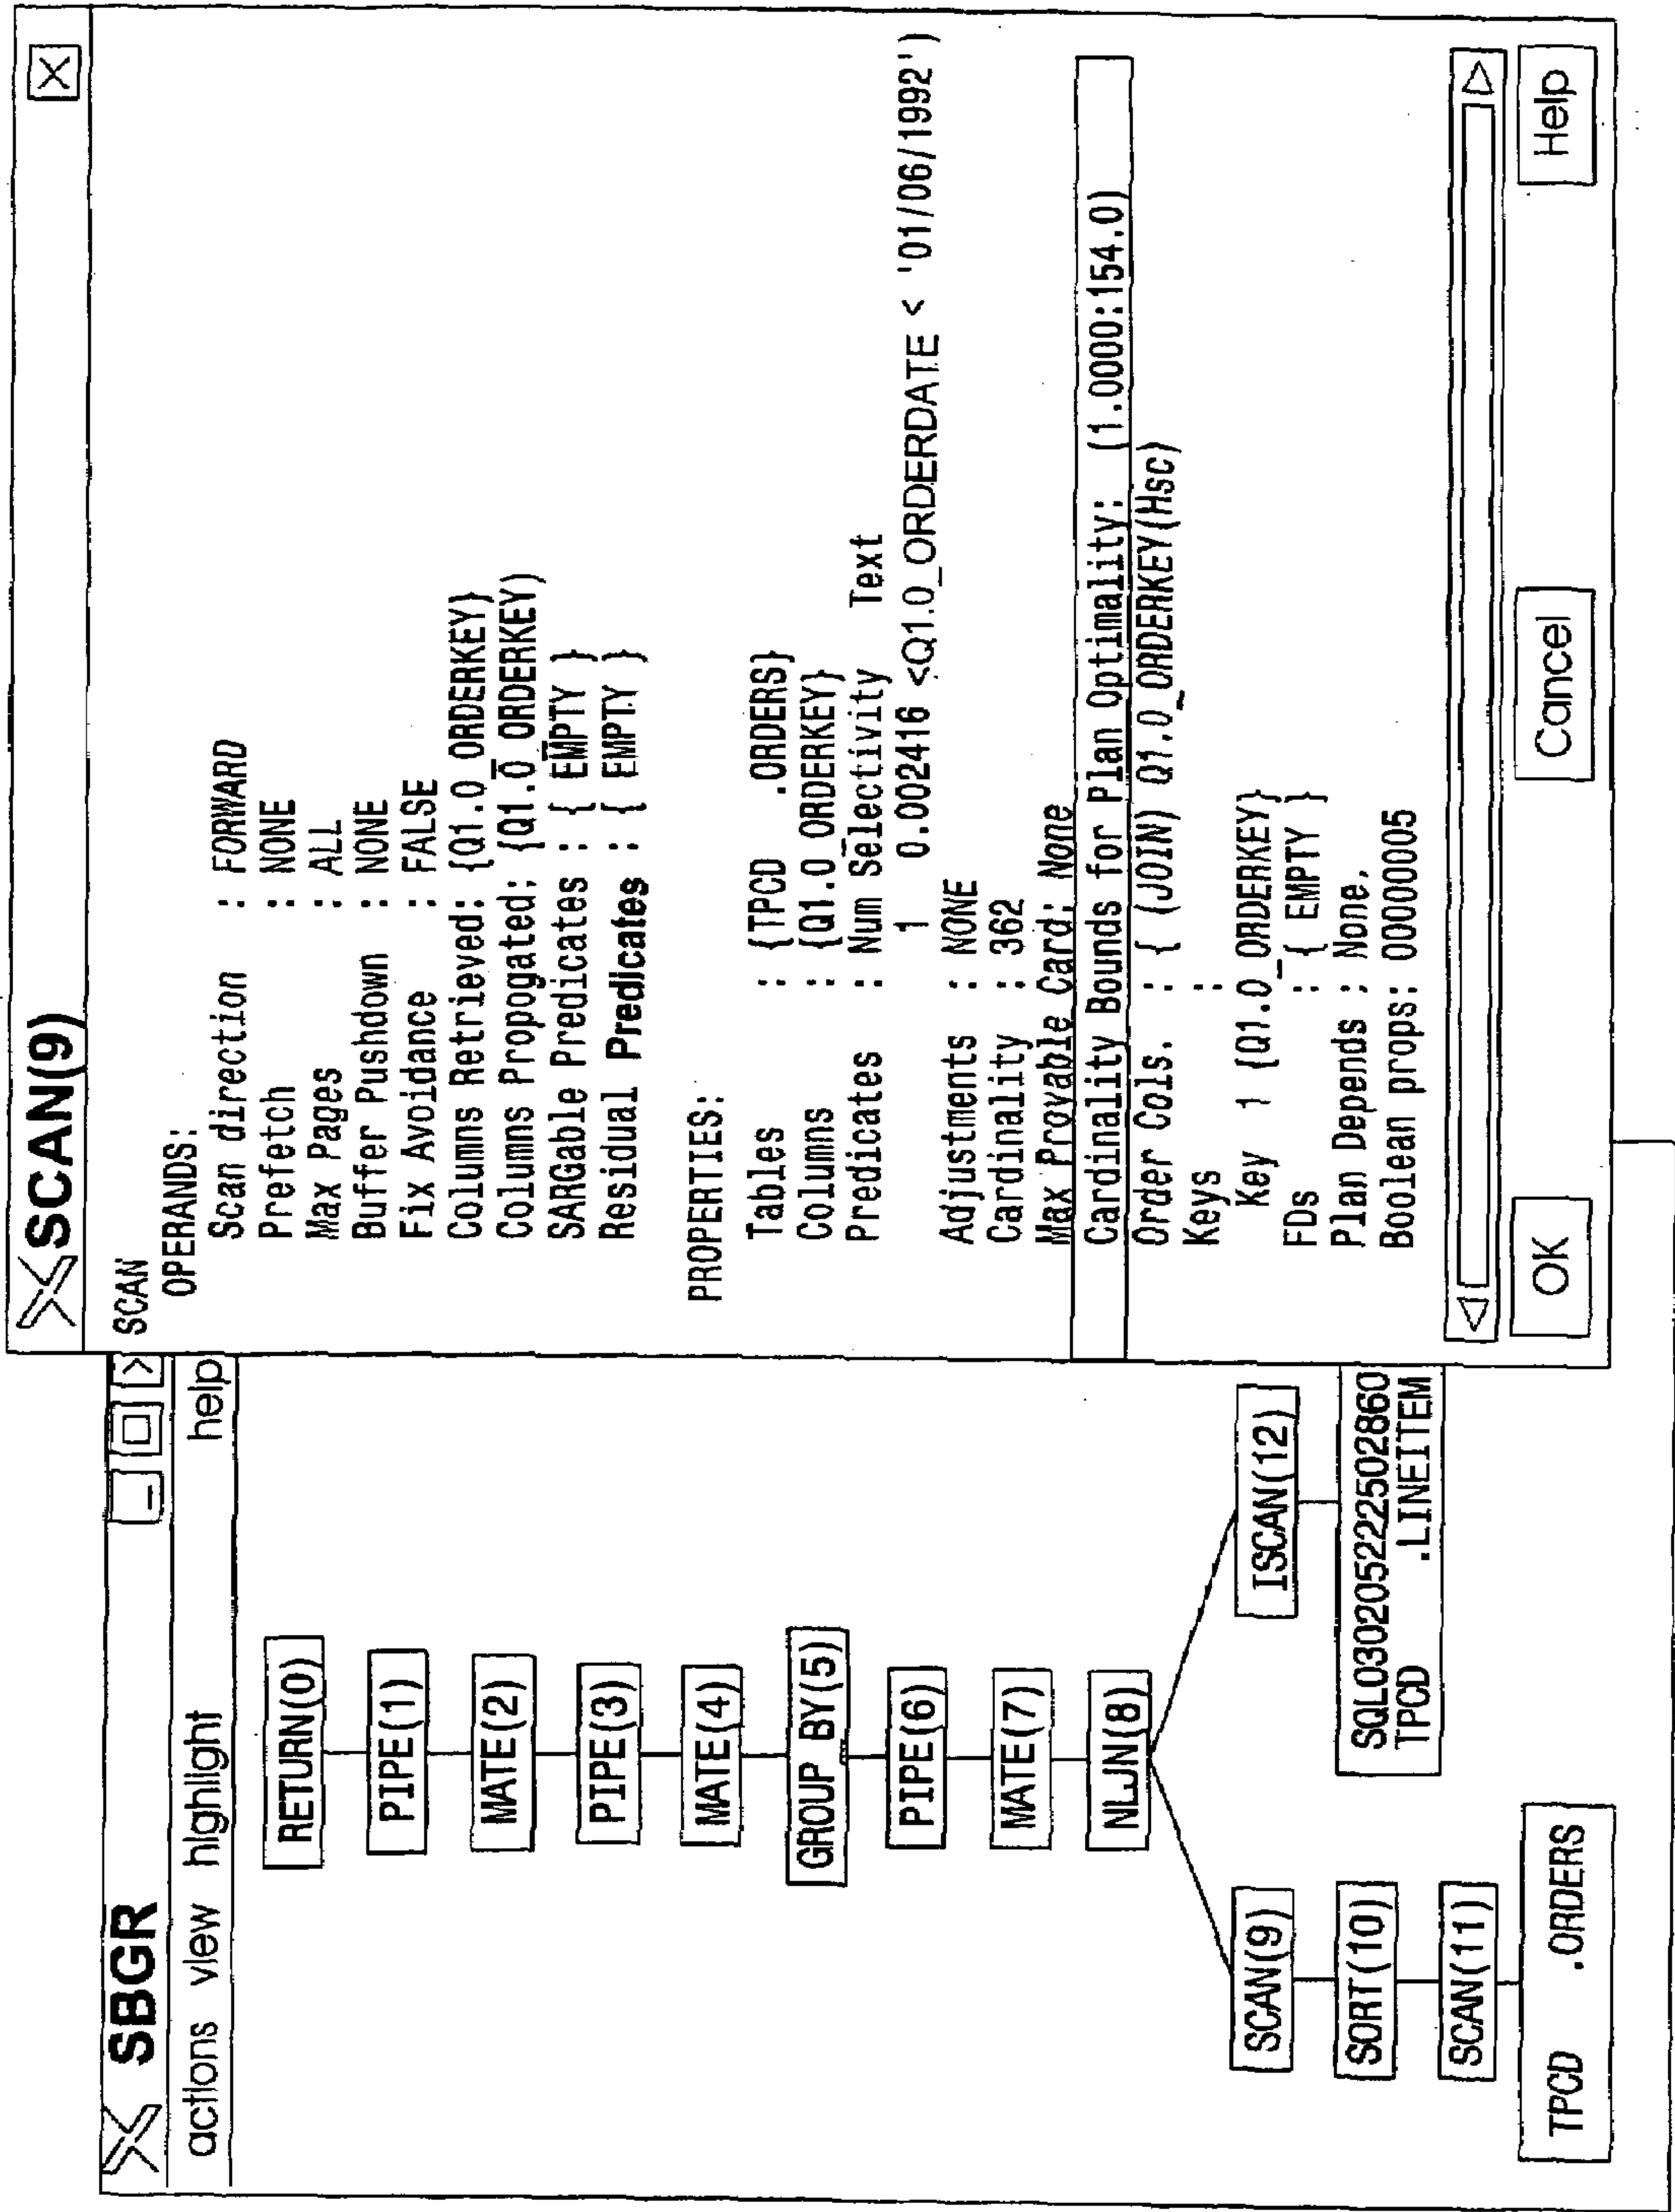 SBGR
actions view highlight help
RETURN(0)
PIPE(1)
MATE(2)
PIPE(3)
MATE(4)
GROUP BY(5)
PIPE(6)
MATE(7)
NLJN(8)
SCAN(9)
ISCAN(12)
SORT(10)
SQL0302052222502860
TPCD .LINEITEM
SCAN(11)
TPCD .ORDERS
SCAN(9)
SCAN
OPERANDS:
Scan direction : FORWARD
Prefetch : NONE
Max Pages : ALL
Buffer Pushdown : NONE
Fix Avoidance : FALSE
Columns Retrieved: {Q1.0_ORDERKEY}
Columns Propogated: {Q1.0_ORDERKEY)
SARGable Predicates : { EMPTY }
Residual Predicates : { EMPTY }
PROPERTIES:
Tables : {TPCD .ORDERS}
Columns : {Q1.0_ORDERKEY}
Predicates : Num Selectivity Text
1 0.002416 <Q1.0_ORDERDATE < '01/06/1992')
Adjustments : NONE
Cardinality : 362
Max Provable Card: None
Cardinality Bounds for Plan Optimality: (1.0000:154.0)
Order Cols. : { (JOIN) Q1.0_ORDERKEY(Hsc)
Keys :
Key 1 {Q1.0_ORDERKEY}
FDs : { EMPTY }
Plan Depends : None,
Boolean props: 00000005
OK Cancel Help